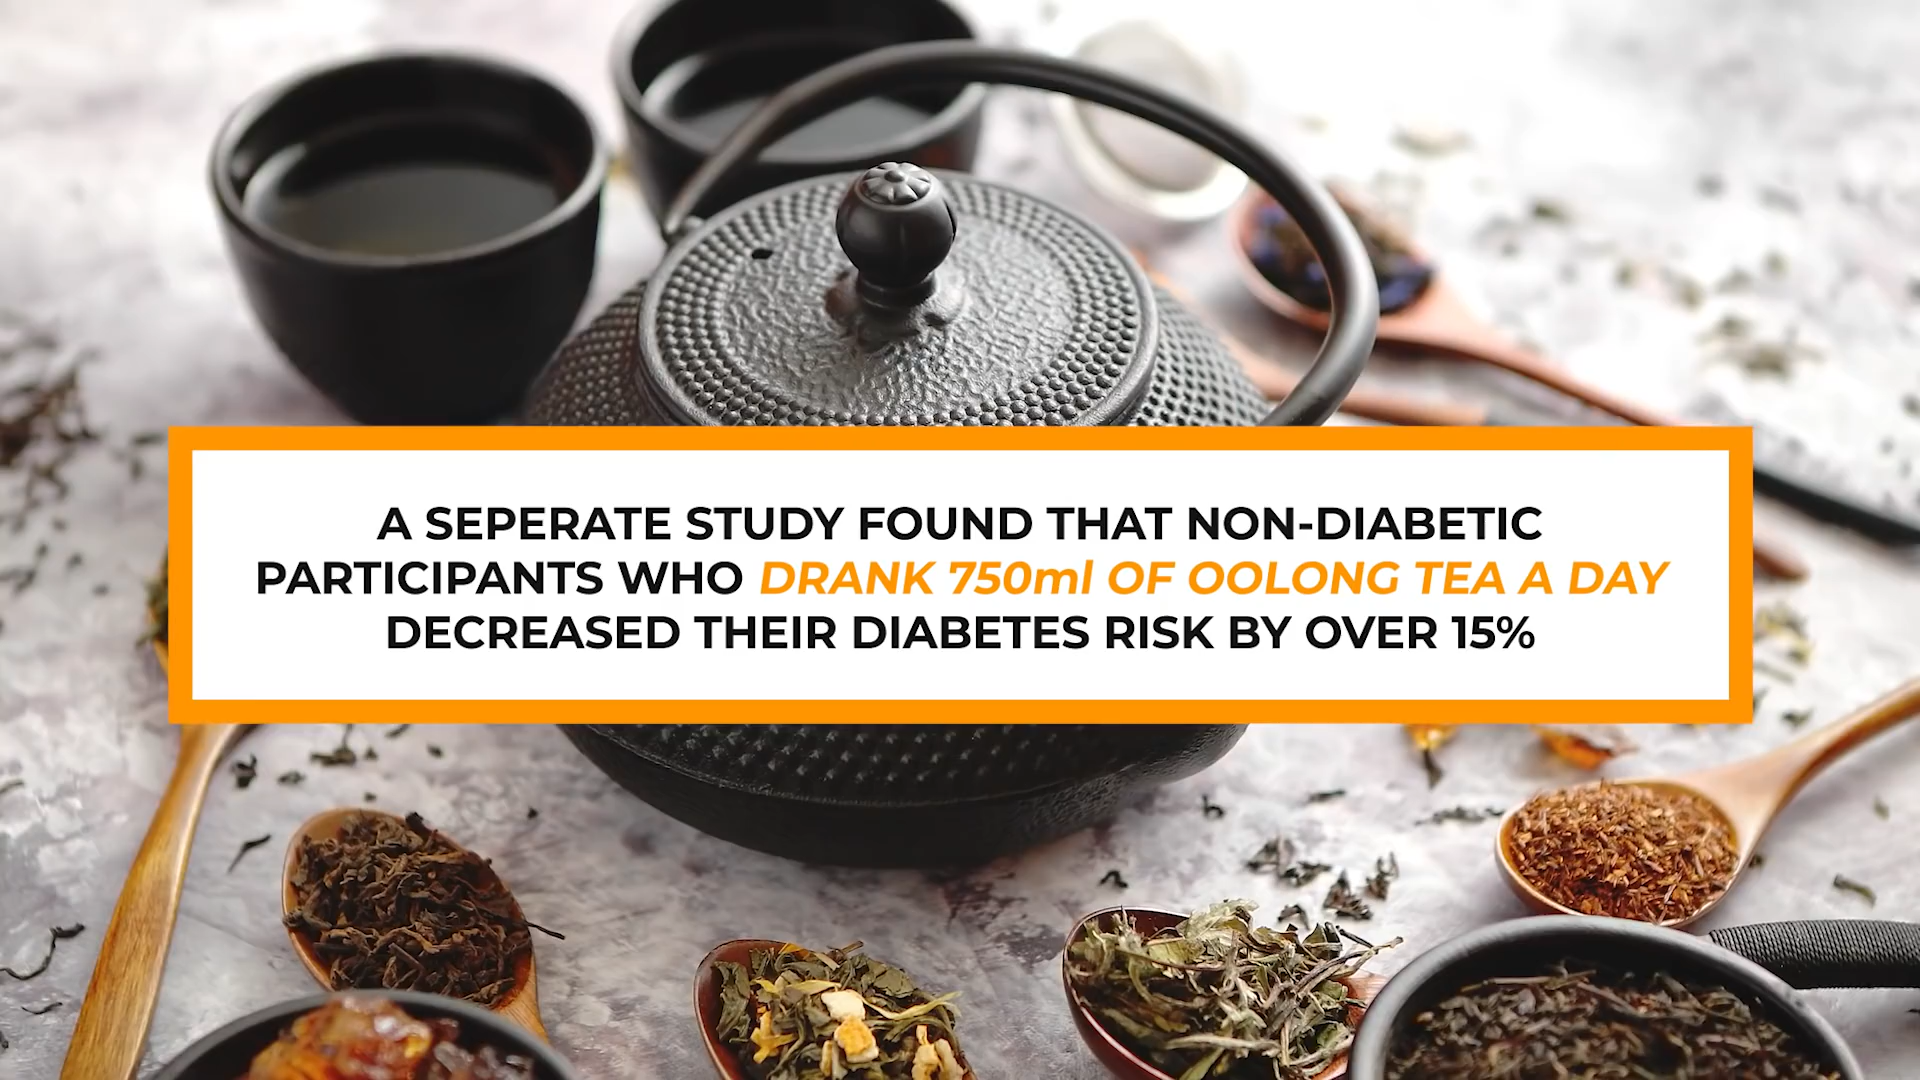 A SEPERATE STUDY FOUND THAT NON-DIABETIC
PARTICIPANTS WHO DRANK 750ml OF OOLONG TEA A DAY
DECREASED THEIR DIABETES RISK BY OVER 15%